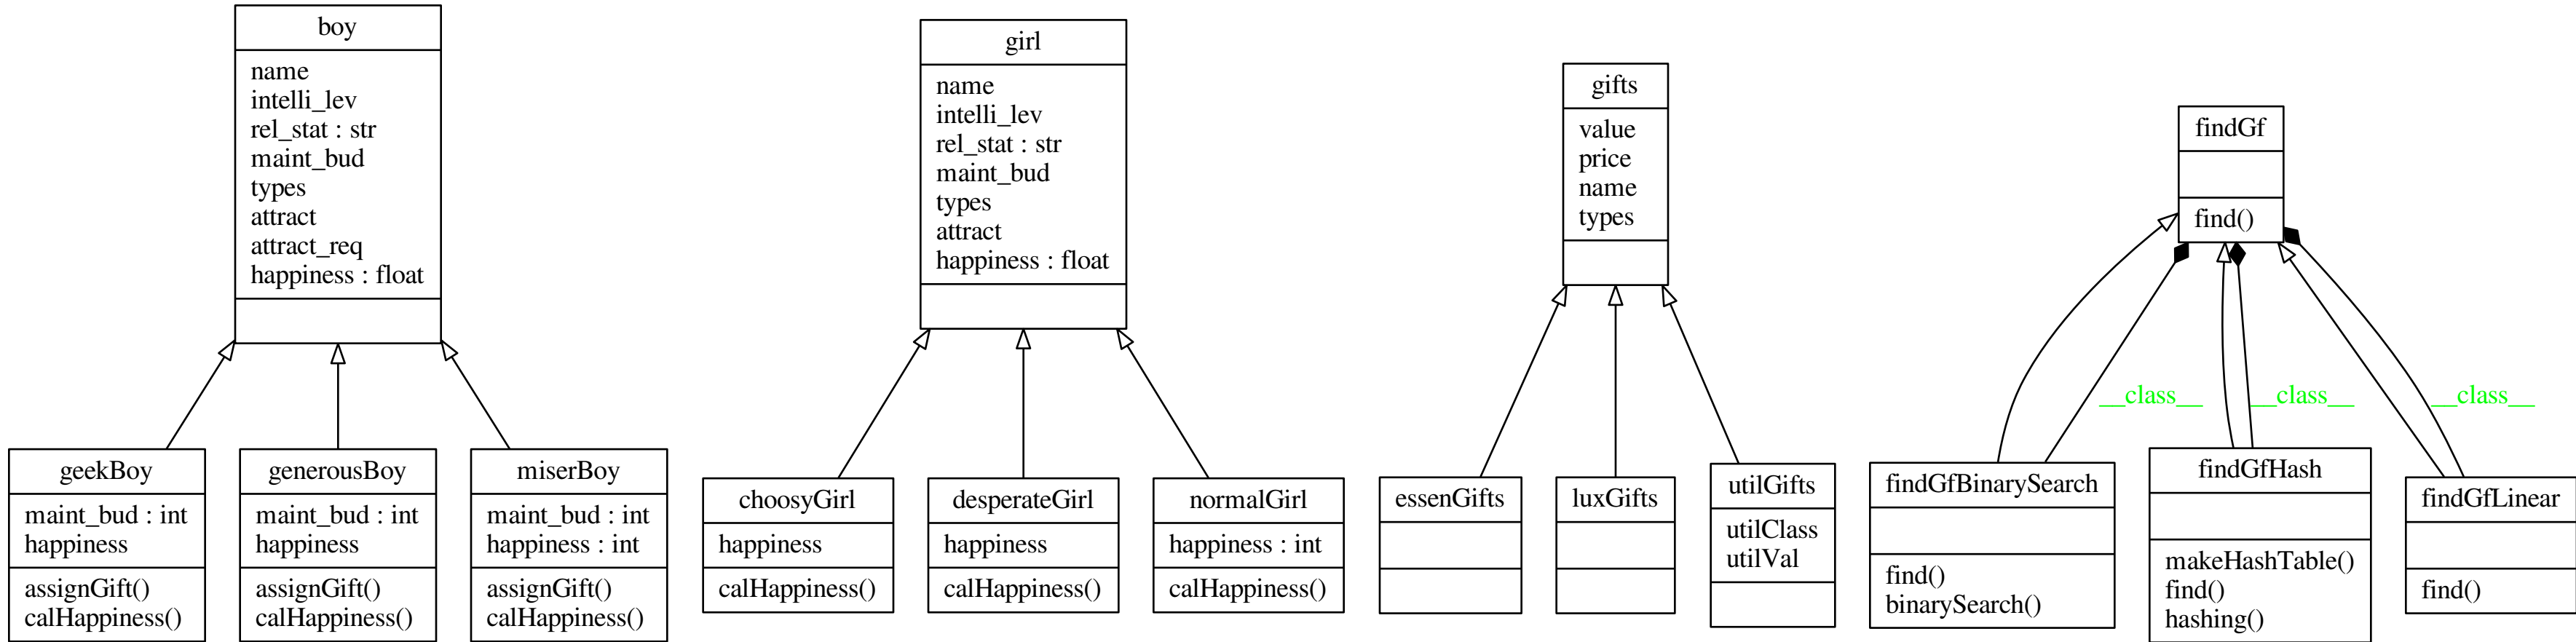 boy
name
intelli_lev
rel_stat : str
maint_bud
types
attract
attract_req
happiness : float
girl
name
intelli_lev
rel_stat : str
maint_bud
types
attract
happiness : float
gifts
value
price
name
types
findGf
find()
__class__
__class__
__class__
geekBoy
maint_bud : int
happiness
assignGift()
calHappiness()
generousBoy
maint_bud : int
happiness
assignGift()
calHappiness()
miserBoy
maint_bud : int
happiness : int
assignGift()
calHappiness()
choosyGirl
happiness
calHappiness()
desperateGirl
happiness
calHappiness()
normalGirl
happiness : int
calHappiness()
essenGifts
luxGifts
utilGifts
utilClass
utilVal
findGfBinarySearch
find()
binarySearch()
findGfHash
makeHashTable()
find()
hashing()
findGfLinear
find()